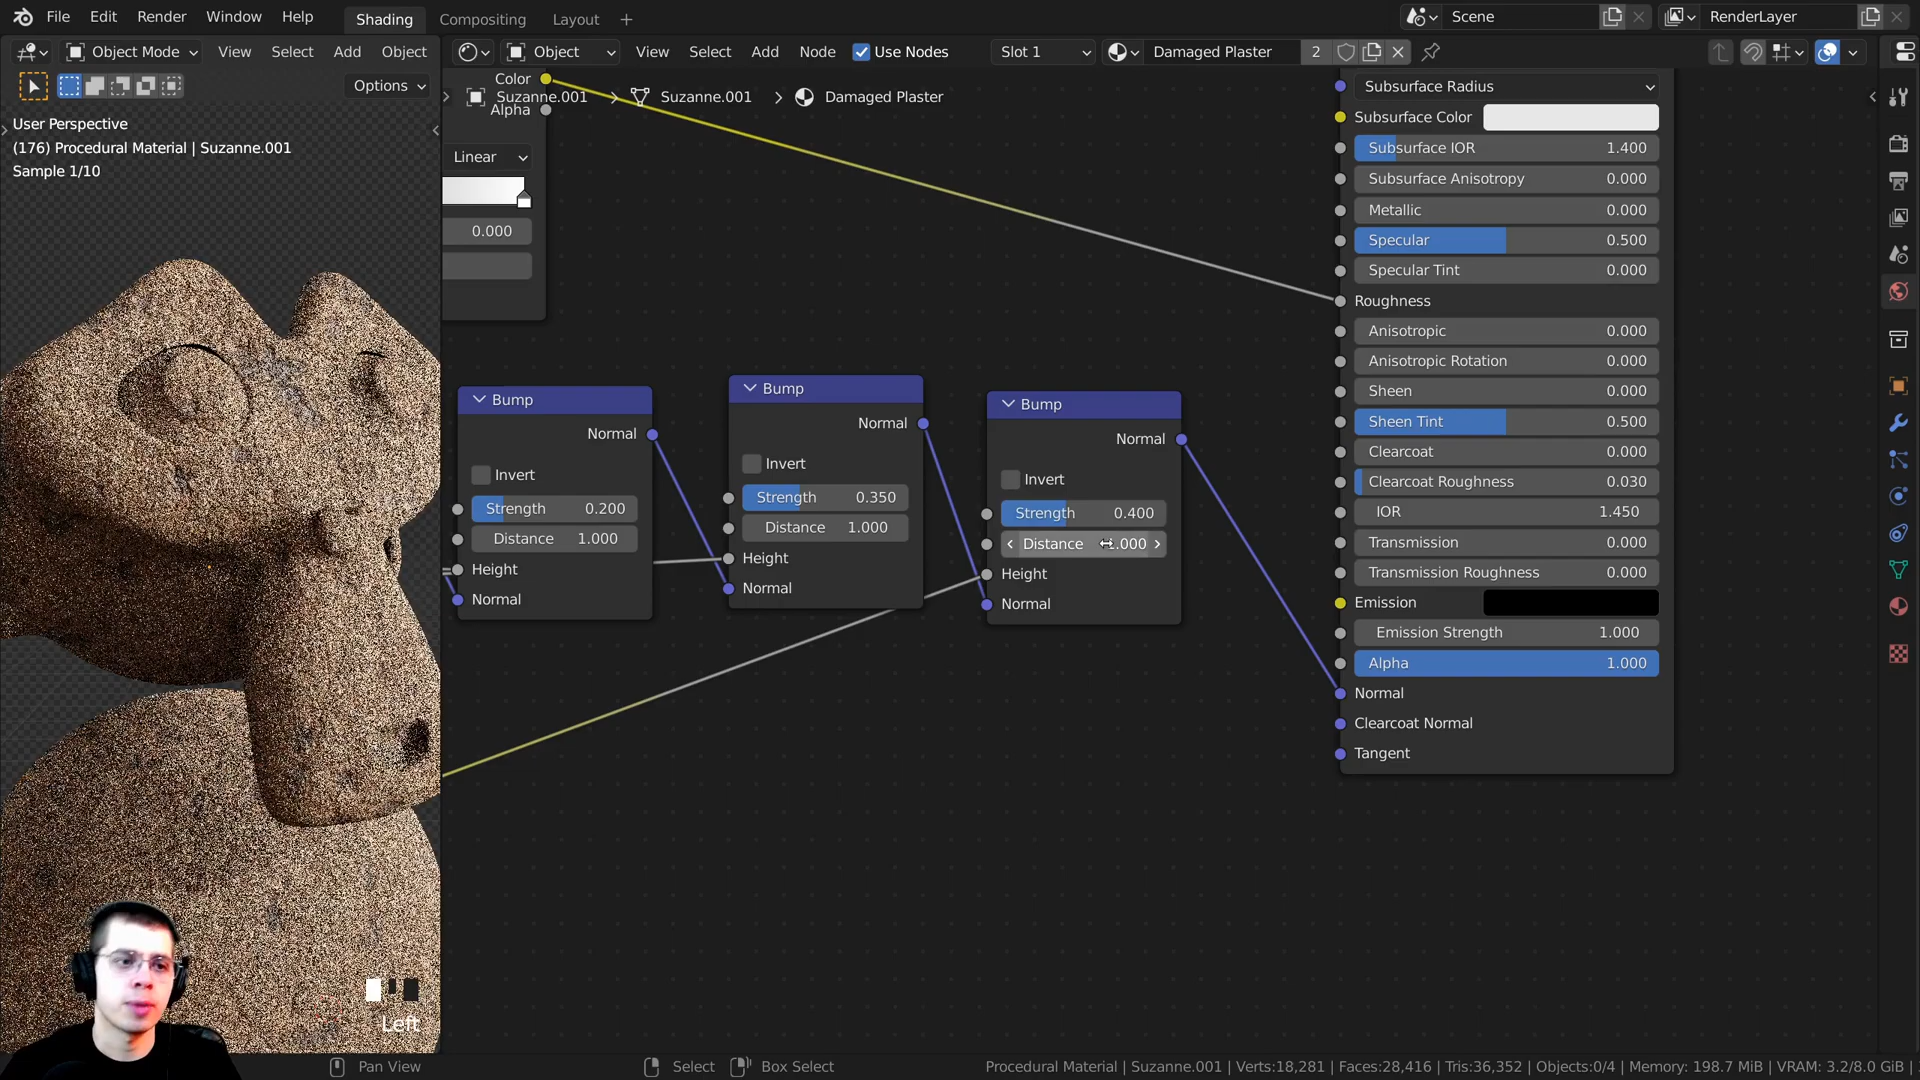 File Edit Render Window Help Shading Compositing Layout + Scene RenderLayer
Object Mode View Select Add Object Object View Select Add Node Use Nodes Slot 1 Damaged Plaster 2
Options
Color
Alpha
Suzanne.001 > Suzanne.001 > Damaged Plaster
User Perspective
(176) Procedural Material | Suzanne.001
Sample 1/10
Linear
0.000
Bump
Normal
Invert
Strength 0.200
Distance 1.000
Height
Normal
Bump
Normal
Invert
Strength 0.350
Distance 1.000
Height
Normal
Bump
Normal
Invert
Strength 0.400
Distance 1.000
Height
Normal
Subsurface Radius
Subsurface Color
Subsurface IOR 1.400
Subsurface Anisotropy 0.000
Metallic 0.000
Specular 0.500
Specular Tint 0.000
Roughness
Anisotropic 0.000
Anisotropic Rotation 0.000
Sheen 0.000
Sheen Tint 0.500
Clearcoat 0.000
Clearcoat Roughness 0.030
IOR 1.450
Transmission 0.000
Transmission Roughness 0.000
Emission
Emission Strength 1.000
Alpha 1.000
Normal
Clearcoat Normal
Tangent
Left
Pan View Select Box Select Procedural Material | Suzanne.001 | Verts:18,281 | Faces:28,416 | Tris:36,352 | Objects:0/4 | Memory: 198.7 MiB | VRAM: 3.2/8.0 GiB |